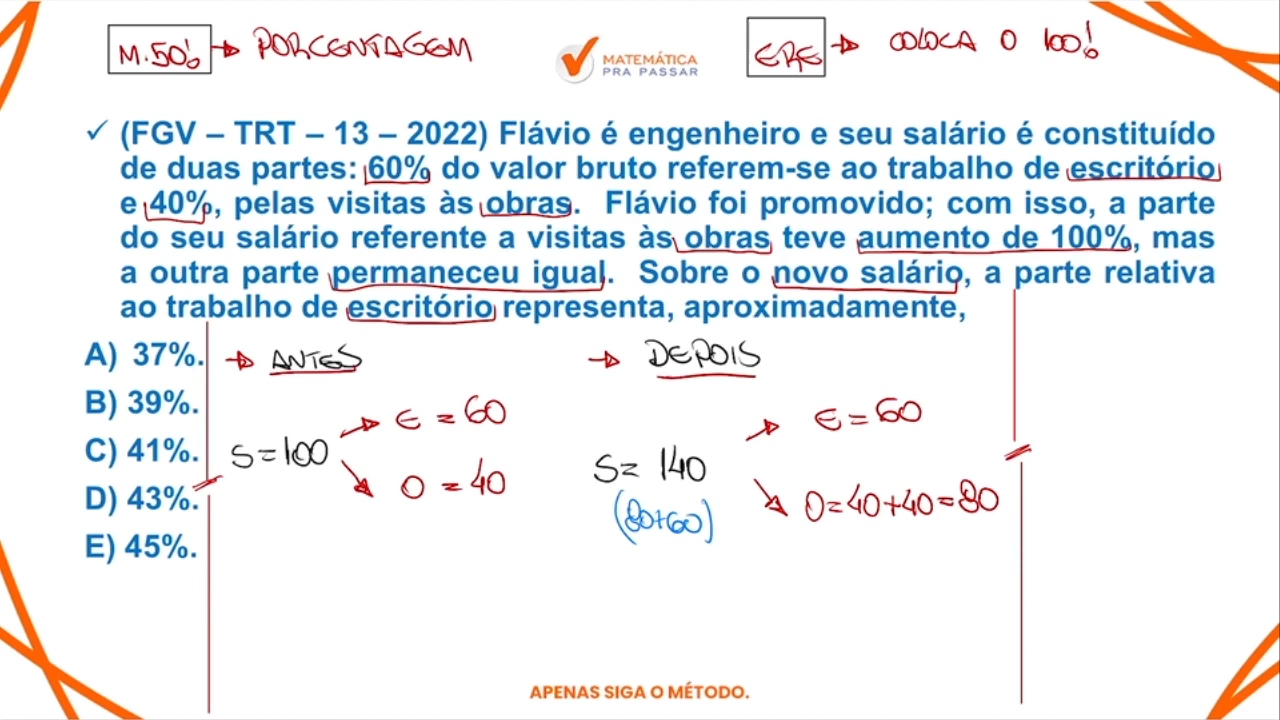 M.50! → PORCENTAGEM
MATEMÁTICA
PRA PASSAR
ERE → COLOCA O 100!
✓ (FGV – TRT – 13 – 2022) Flávio é engenheiro e seu salário é constituído
de duas partes: 60% do valor bruto referem-se ao trabalho de escritório
e 40%, pelas visitas às obras. Flávio foi promovido; com isso, a parte
do seu salário referente a visitas às obras teve aumento de 100%, mas
a outra parte permaneceu igual. Sobre o novo salário, a parte relativa
ao trabalho de escritório representa, aproximadamente,
A) 37%.
B) 39%.
C) 41%.
D) 43%.
E) 45%.
→ ANTES
S=100
E = 60
O = 40
→ DEPOIS
S= 140
(80+60)
E = 60
O=40+40=80
APENAS SIGA O MÉTODO.